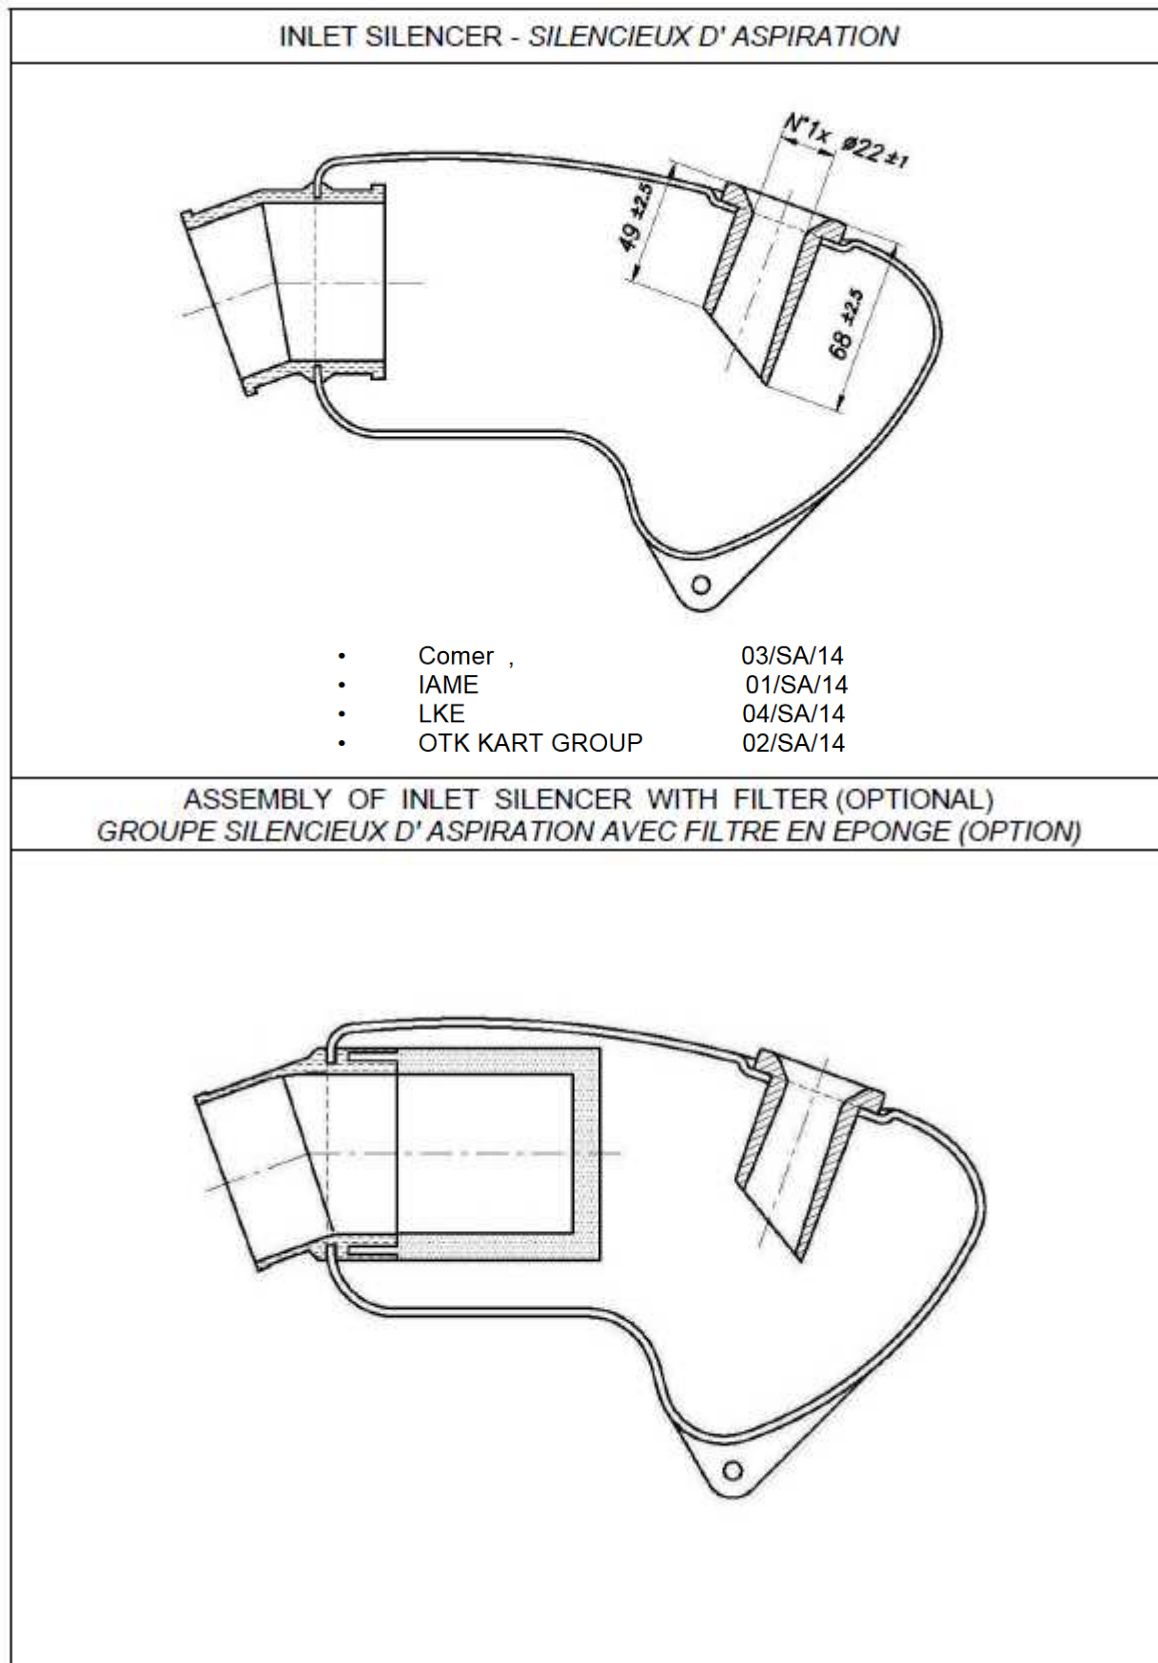 INLET SILENCER - SILENCIEUX D' ASPIRATION
N°1x ø22 ±1
49 ±2.5
68 ±2.5
• Comer , 03/SA/14
• IAME 01/SA/14
• LKE 04/SA/14
• OTK KART GROUP 02/SA/14
ASSEMBLY OF INLET SILENCER WITH FILTER (OPTIONAL)
GROUPE SILENCIEUX D' ASPIRATION AVEC FILTRE EN EPONGE (OPTION)